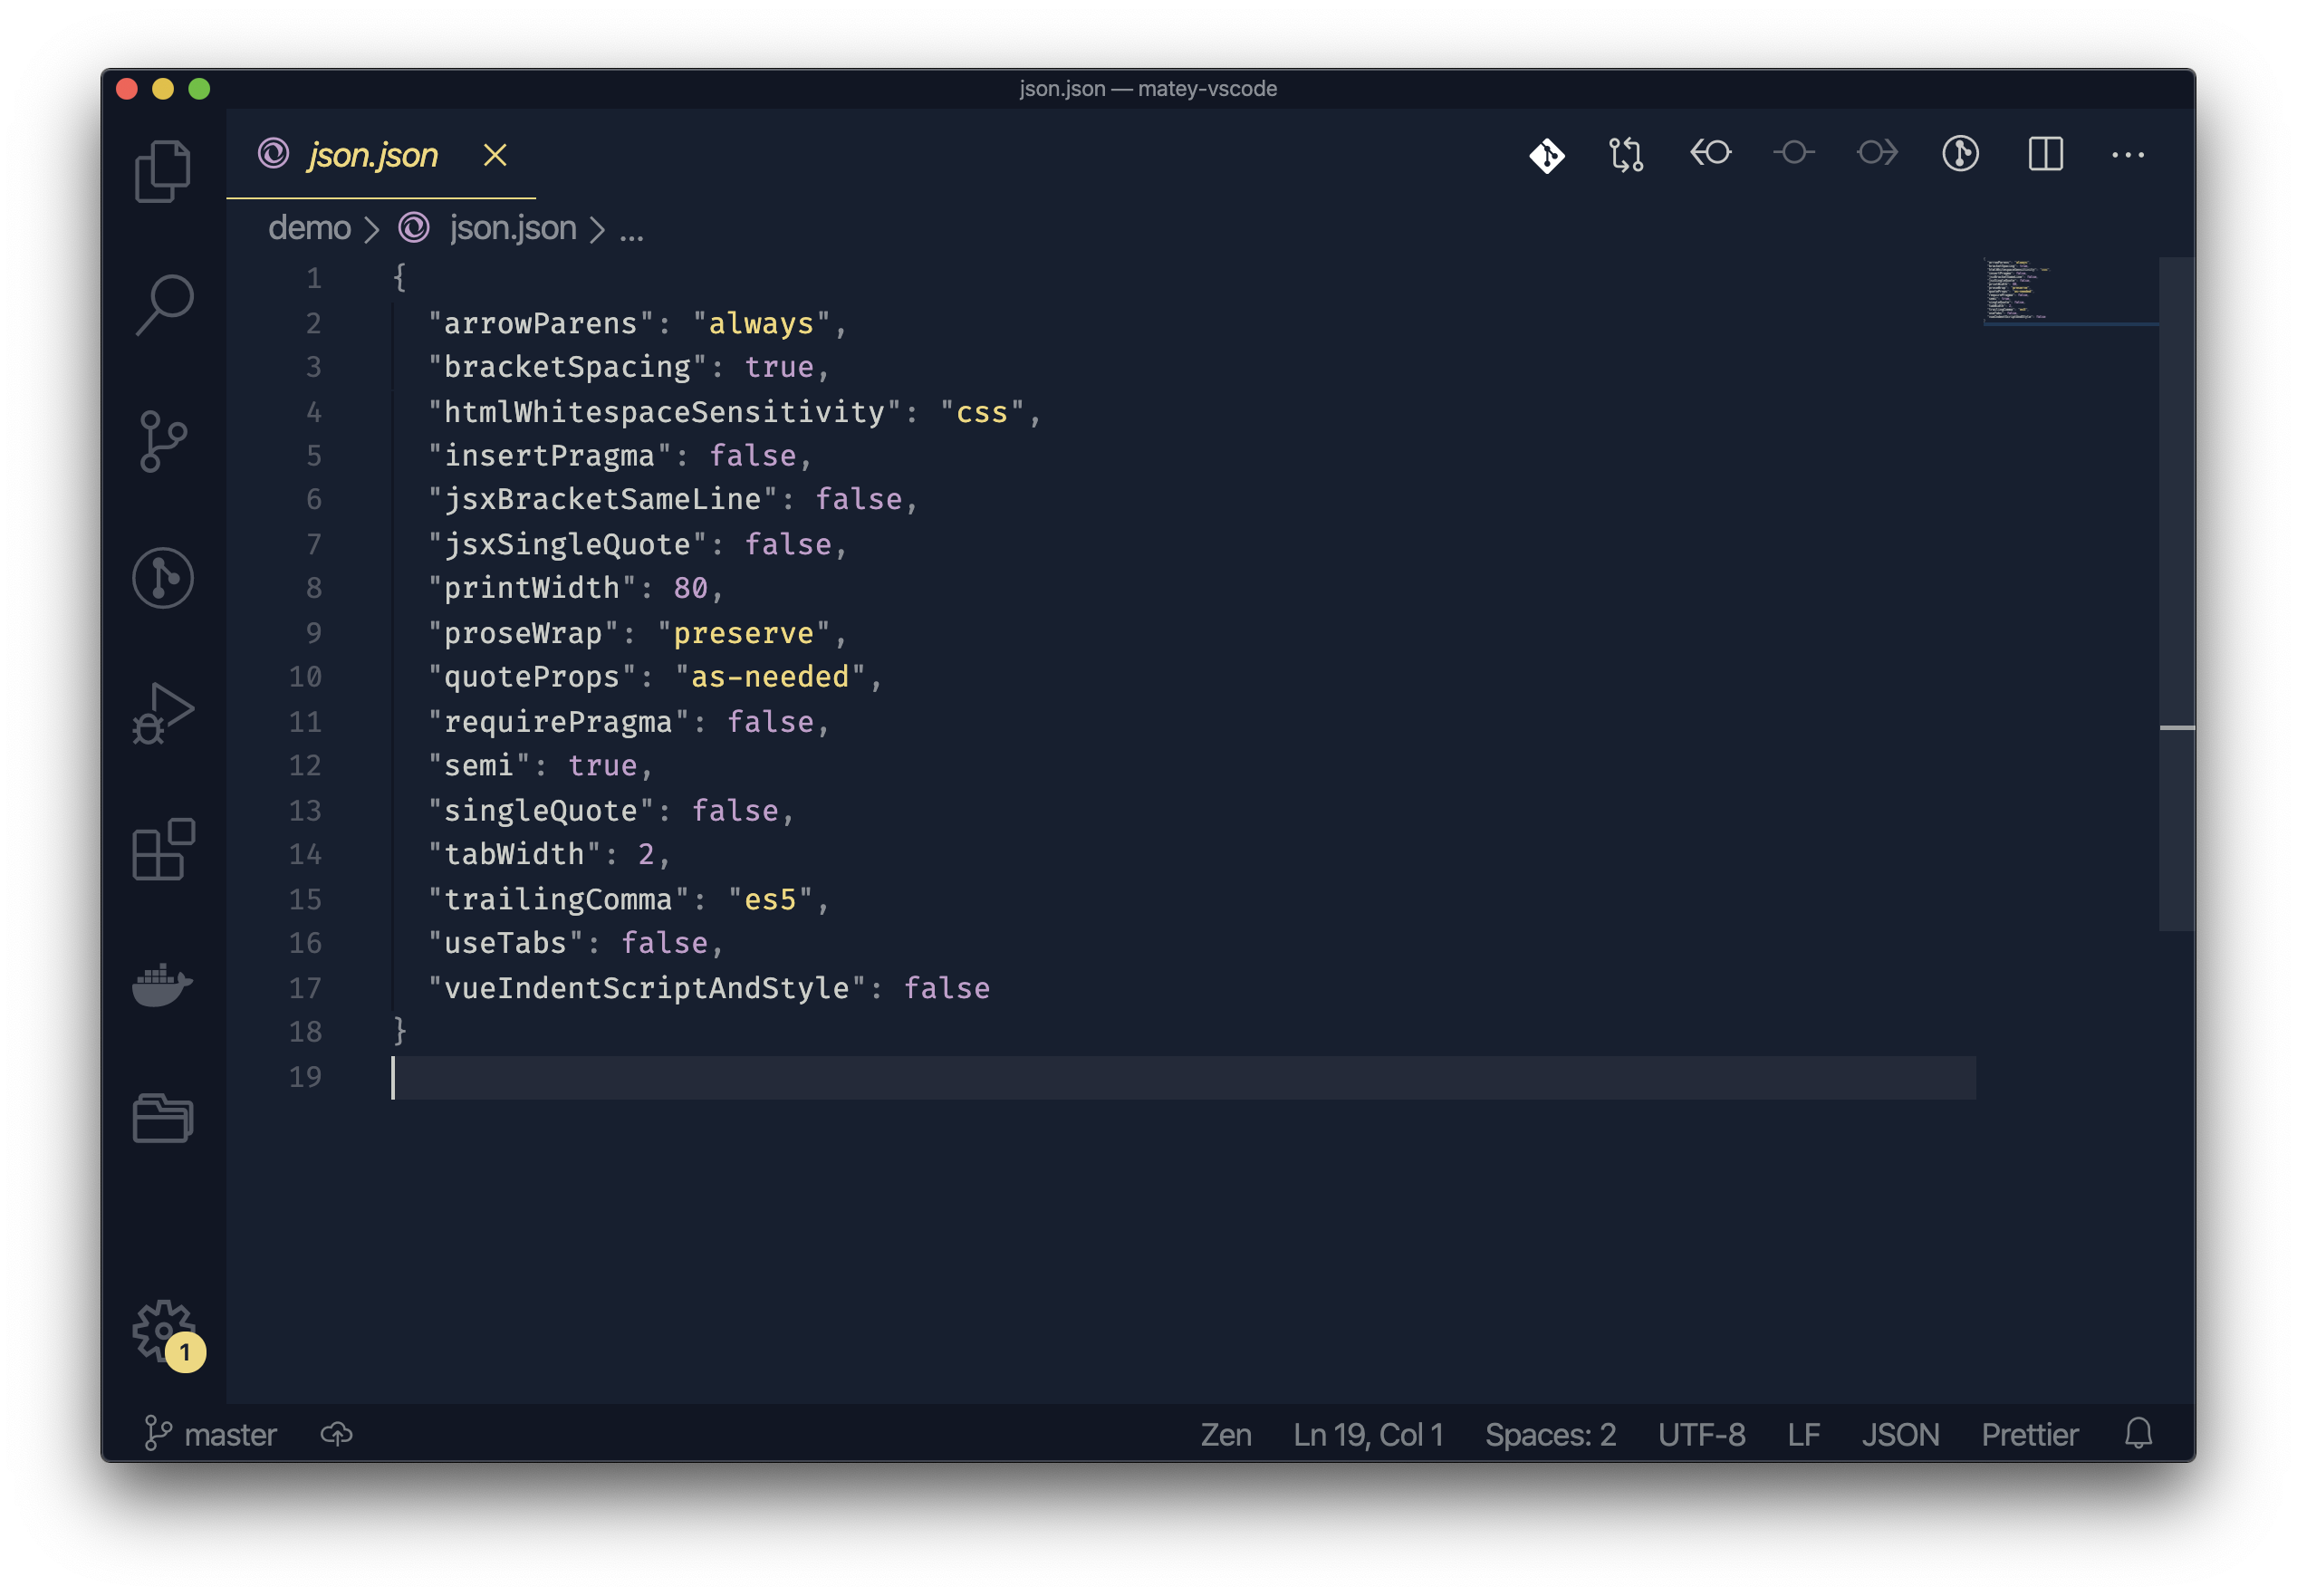 json.json — matey-vscode
json.json
demo > json.json > ...
1 {
2   "arrowParens": "always",
3   "bracketSpacing": true,
4   "htmlWhitespaceSensitivity": "css",
5   "insertPragma": false,
6   "jsxBracketSameLine": false,
7   "jsxSingleQuote": false,
8   "printWidth": 80,
9   "proseWrap": "preserve",
10   "quoteProps": "as-needed",
11   "requirePragma": false,
12   "semi": true,
13   "singleQuote": false,
14   "tabWidth": 2,
15   "trailingComma": "es5",
16   "useTabs": false,
17   "vueIndentScriptAndStyle": false
18 }
19
1
master Zen Ln 19, Col 1 Spaces: 2 UTF-8 LF JSON Prettier